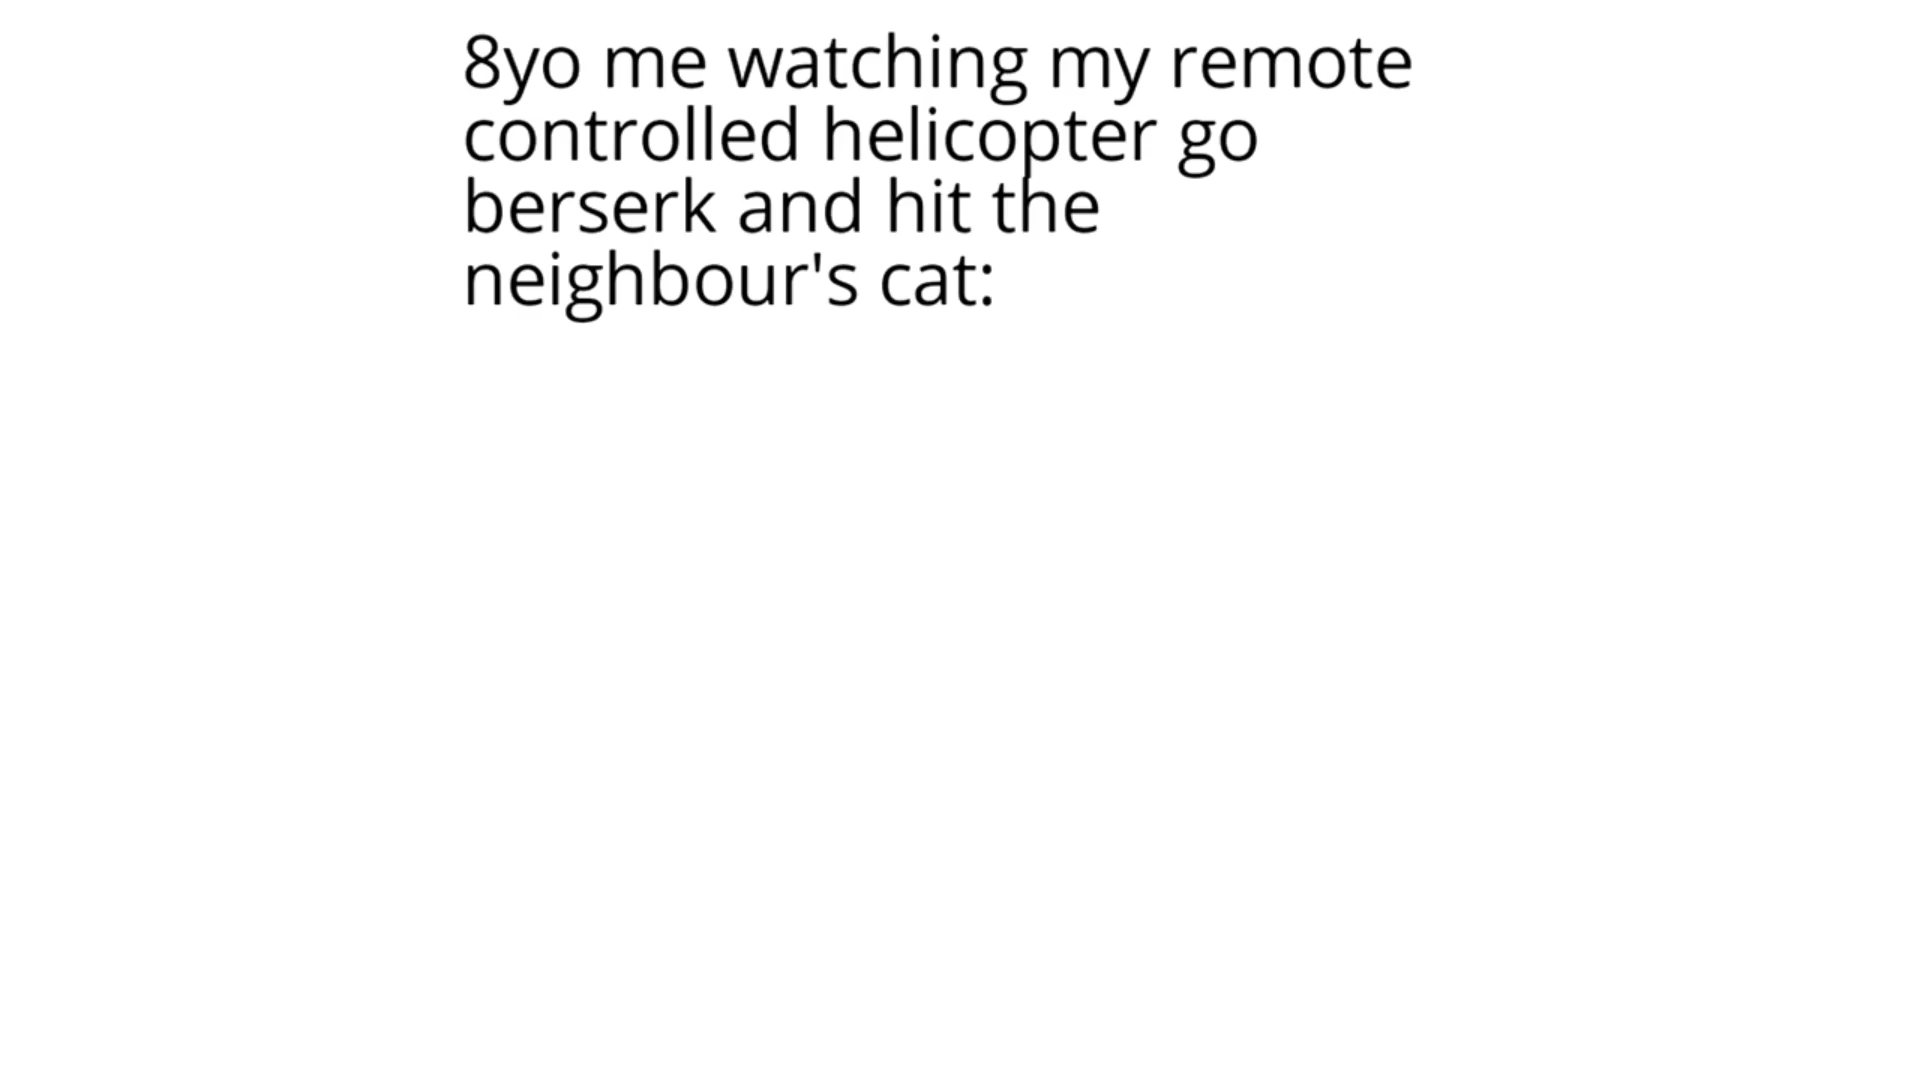 8yo me watching my remote
controlled helicopter go
berserk and hit the
neighbour's cat: